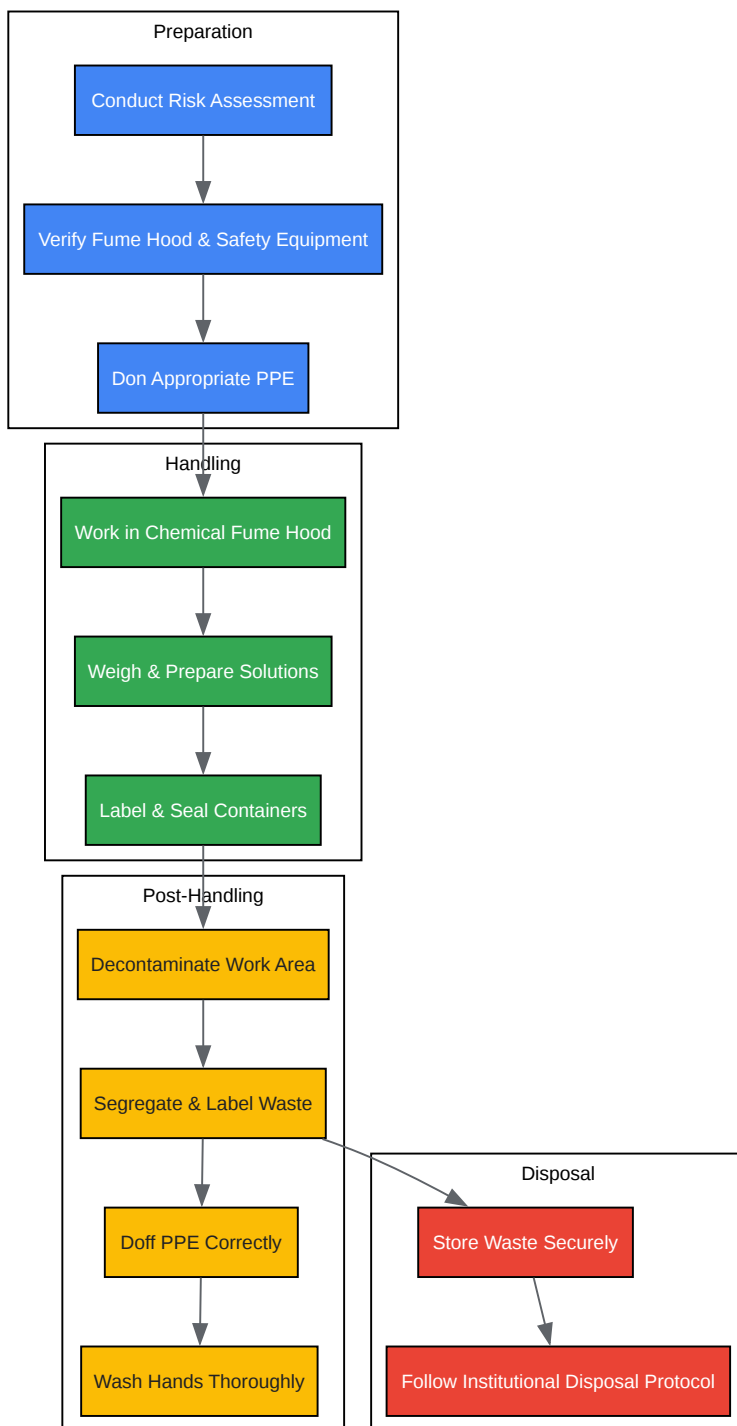 Preparation
Conduct Risk Assessment
Verify Fume Hood & Safety Equipment
Don Appropriate PPE
Handling
Work in Chemical Fume Hood
Weigh & Prepare Solutions
Label & Seal Containers
Post-Handling
Decontaminate Work Area
Segregate & Label Waste
Doff PPE Correctly
Wash Hands Thoroughly
Disposal
Store Waste Securely
Follow Institutional Disposal Protocol